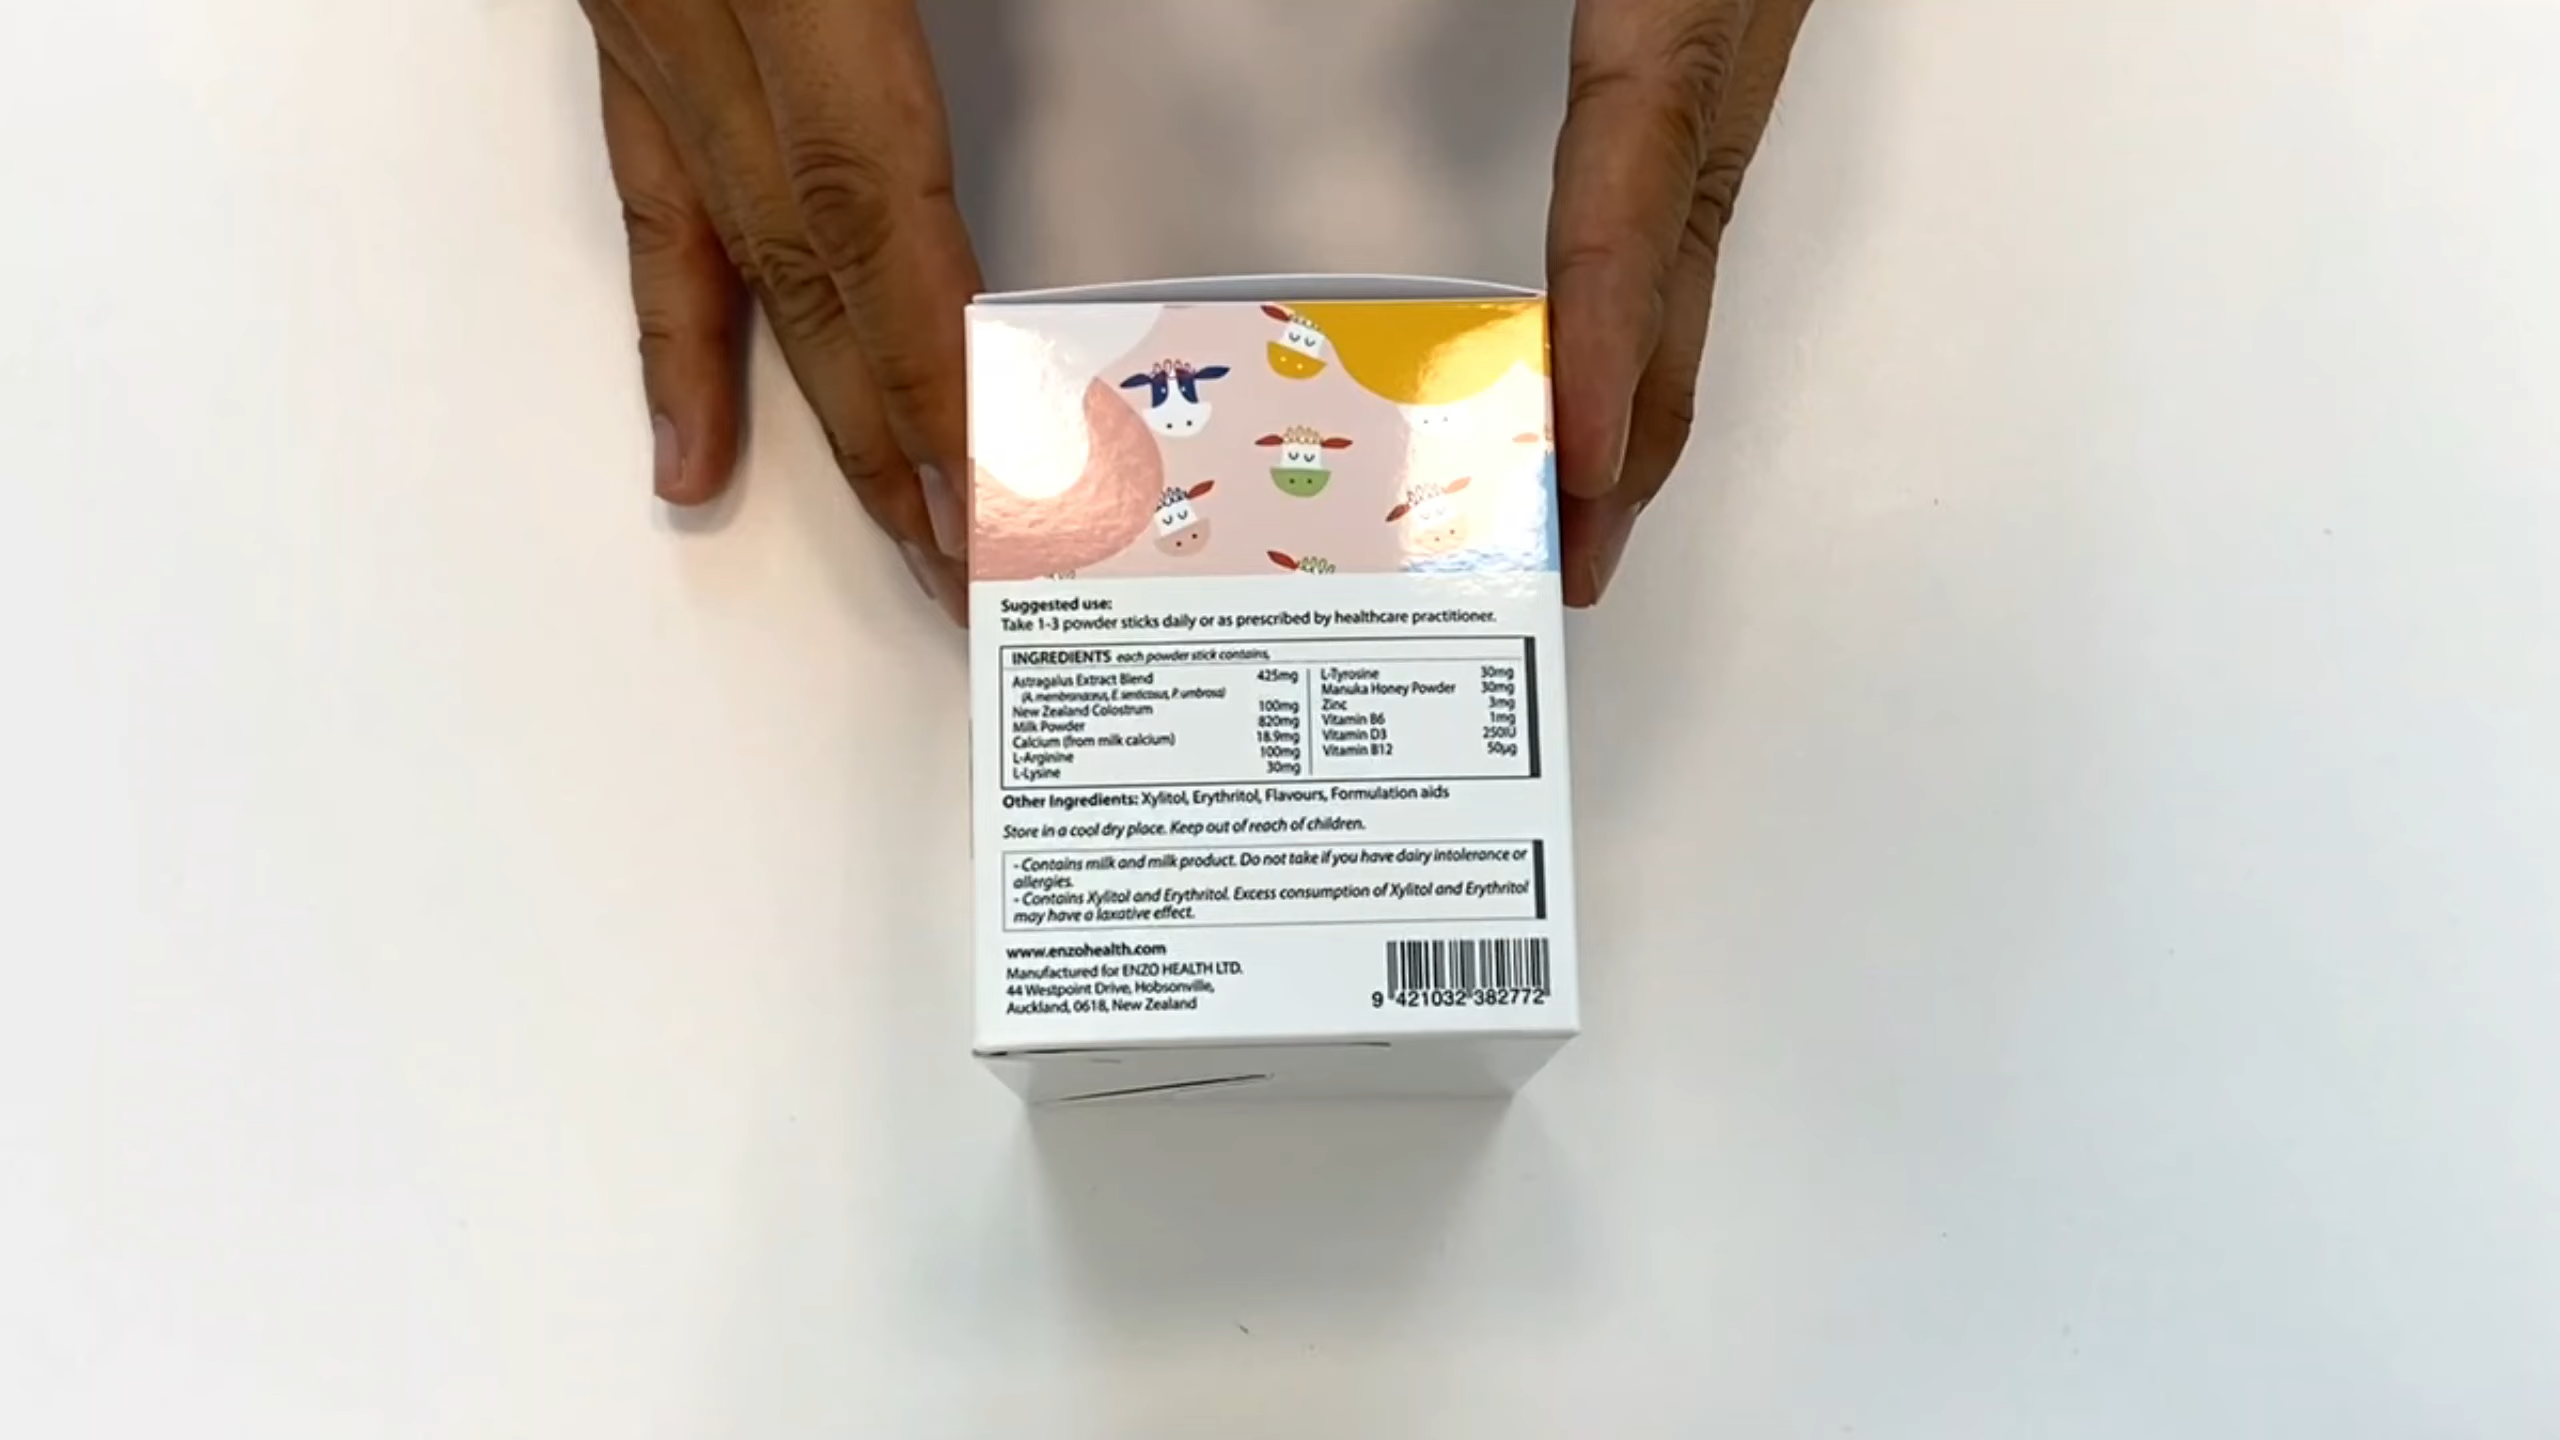 Suggested use:
Take 1-3 powder sticks daily or as prescribed by healthcare practitioner.
INGREDIENTS each powder stick contains,
Astragalus Extract Blend 425mg
(A. membranaceus, E. senticosus, P. umbrosa)
New Zealand Colostrum 100mg
Milk Powder 820mg
Calcium (from milk calcium) 18.9mg
L-Arginine 100mg
L-Lysine 30mg
L-Tyrosine 30mg
Manuka Honey Powder 30mg
Zinc 3mg
Vitamin B6 1mg
Vitamin D3 250IU
Vitamin B12 50µg
Other Ingredients: Xylitol, Erythritol, Flavours, Formulation aids
Store in a cool dry place. Keep out of reach of children.
- Contains milk and milk product. Do not take if you have dairy intolerance or
allergies.
- Contains Xylitol and Erythritol. Excess consumption of Xylitol and Erythritol
may have a laxative effect.
www.enzohealth.com
Manufactured for ENZO HEALTH LTD.
44 Westpoint Drive, Hobsonville,
Auckland, 0618, New Zealand
9 421032 382772